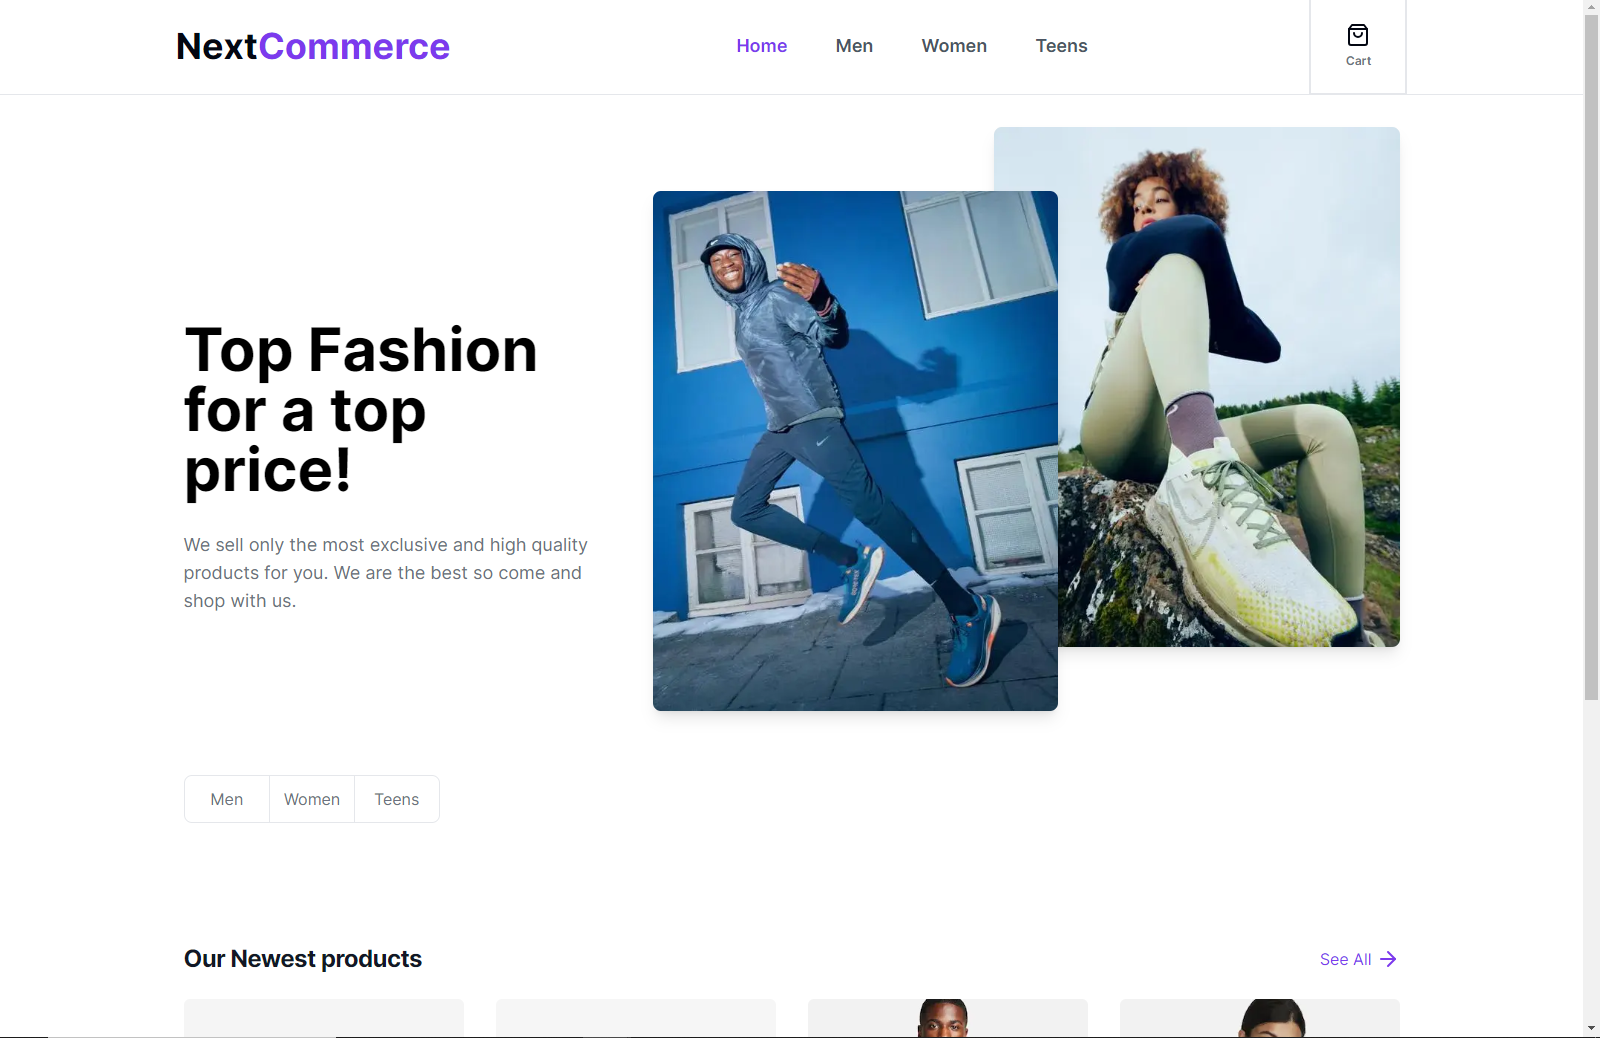 NextCommerce
Home
Men
Women
Teens
Cart
Top Fashion
for a top
price!
We sell only the most exclusive and high quality
products for you. We are the best so come and
shop with us.
Men
Women
Teens
Our Newest products
See All